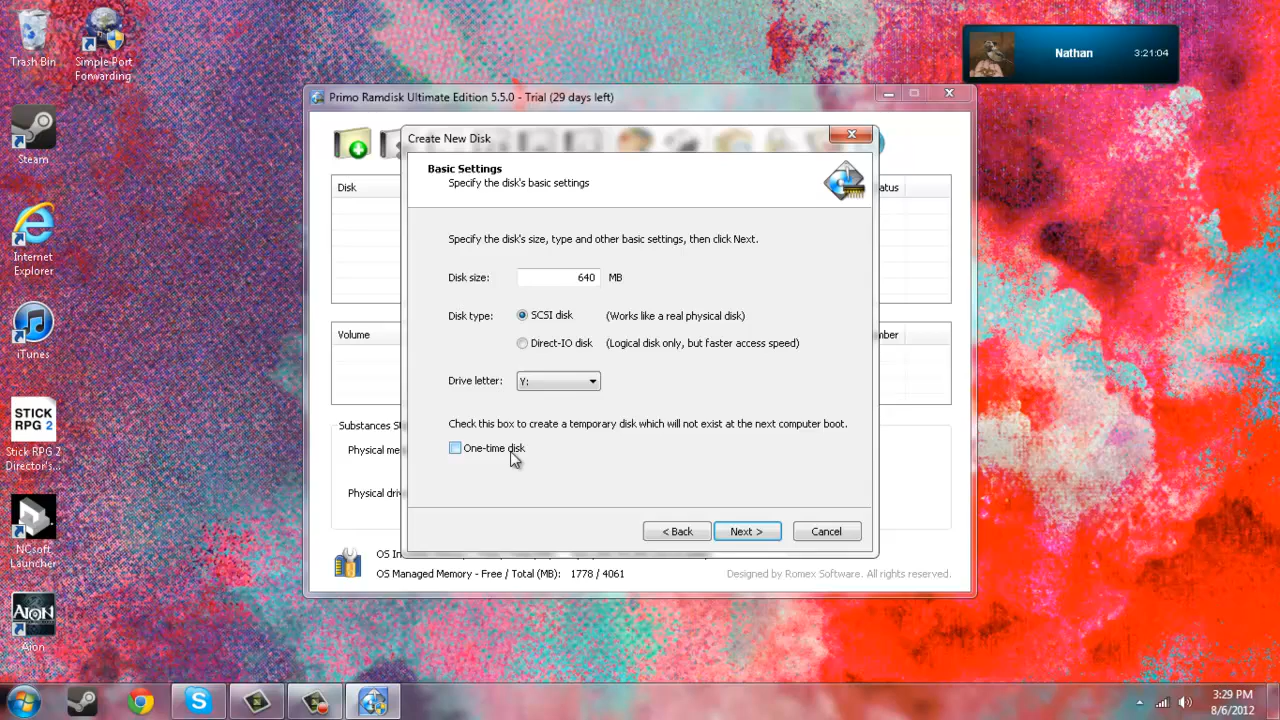 Trash Bin
Simple Port
Forwarding
Steam
Internet
Explorer
iTunes
STICK
RPG 2
Stick RPG 2
Director's...
NCsoft
Launcher
AION
Aion
Nathan
3:21:04
Primo Ramdisk Ultimate Edition 5.5.0 - Trial (29 days left)
Disk
atus
Volume
mber
Substances S
Physical me
Physical driv
OS In
OS Managed Memory - Free / Total (MB): 1778 / 4061
Designed by Romex Software. All rights reserved.
Create New Disk
Basic Settings
Specify the disk's basic settings
Specify the disk's size, type and other basic settings, then click Next.
Disk size: 640 MB
Disk type: SCSI disk (Works like a real physical disk)
Direct-IO disk (Logical disk only, but faster access speed)
Drive letter: Y:
Check this box to create a temporary disk which will not exist at the next computer boot.
One-time disk
< Back
Next >
Cancel
3:29 PM
8/6/2012